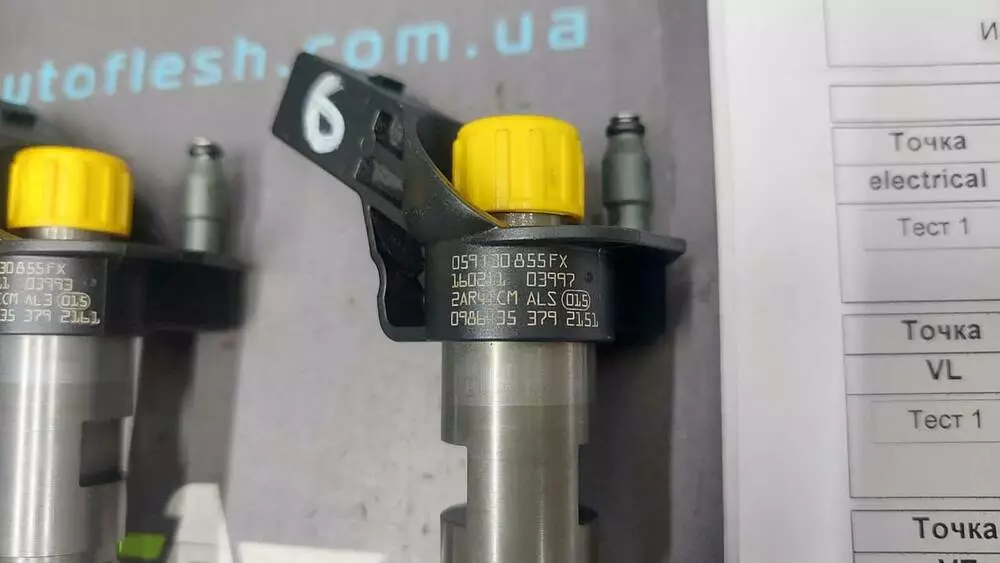 utoflesh.com.ua
6
30855FX
03993
CM AL3 015
35 379 2161
059130855FX
160211 03997
2AR41CM ALS 015
0986435 379 2151
И
Точка
electrical
Тест 1
Точка
VL
Тест 1
Точка